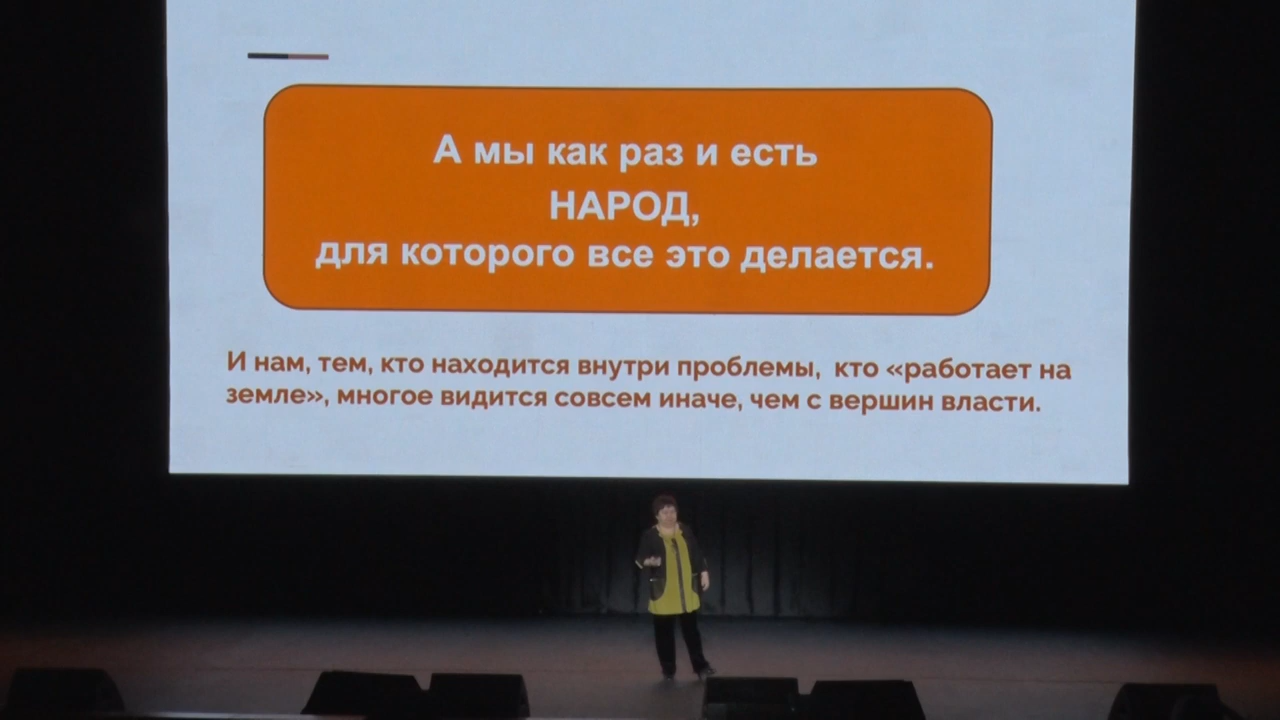 А мы как раз и есть
НАРОД,
для которого все это делается.
И нам, тем, кто находится внутри проблемы, кто «работает на
земле», многое видится совсем иначе, чем с вершин власти.